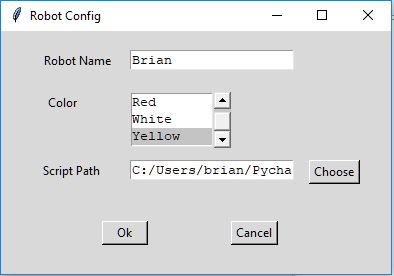 Robot Config
Robot Name Brian
Color Red
White
Yellow
Script Path C:/Users/brian/Pycha Choose
Ok Cancel